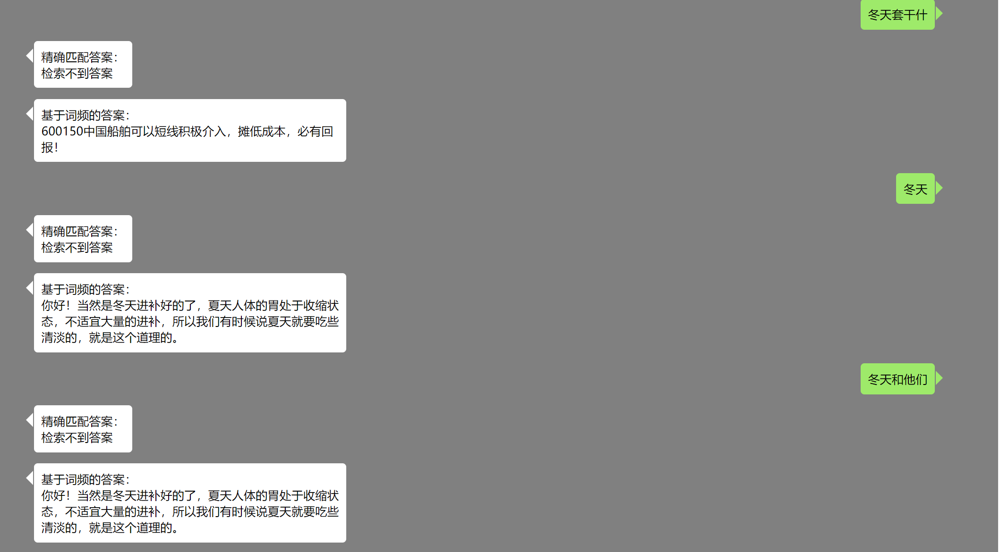 冬天套干什
精确匹配答案：
检索不到答案
基于词频的答案：
600150中国船舶可以短线积极介入，摊低成本，必有回
报！
冬天
精确匹配答案：
检索不到答案
基于词频的答案：
你好！当然是冬天进补好的了，夏天人体的胃处于收缩状
态，不适宜大量的进补，所以我们有时候说夏天就要吃些
清淡的，就是这个道理的。
冬天和他们
精确匹配答案：
检索不到答案
基于词频的答案：
你好！当然是冬天进补好的了，夏天人体的胃处于收缩状
态，不适宜大量的进补，所以我们有时候说夏天就要吃些
清淡的，就是这个道理的。